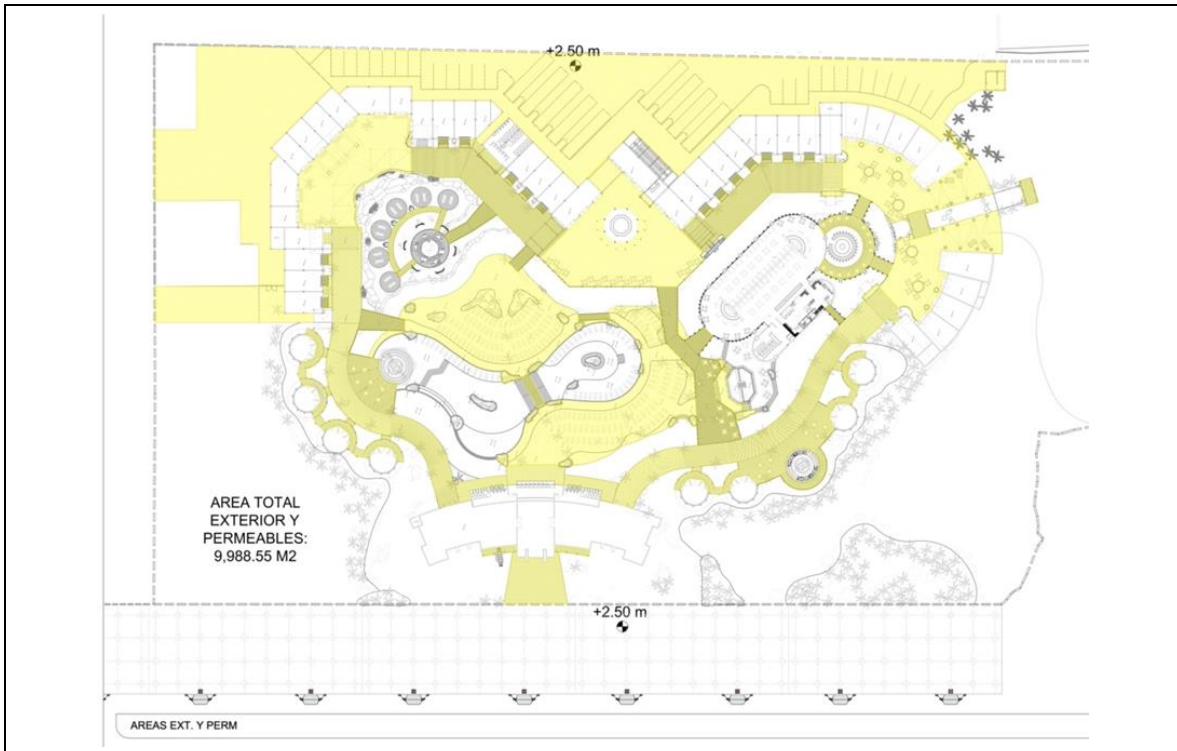 +2.50 m
AREA TOTAL
EXTERIOR Y
PERMEABLES:
9,988.55 M2
+2.50 m
AREAS EXT. Y PERM